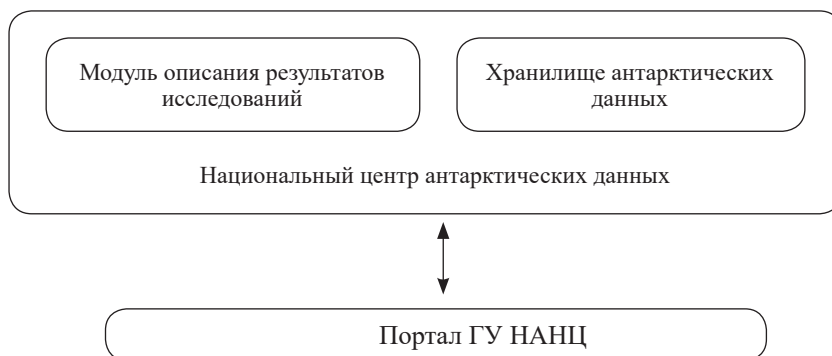 Модуль описания результатов
исследований
Хранилище антарктических
данных
Национальный центр антарктических данных
Портал ГУ НАНЦ